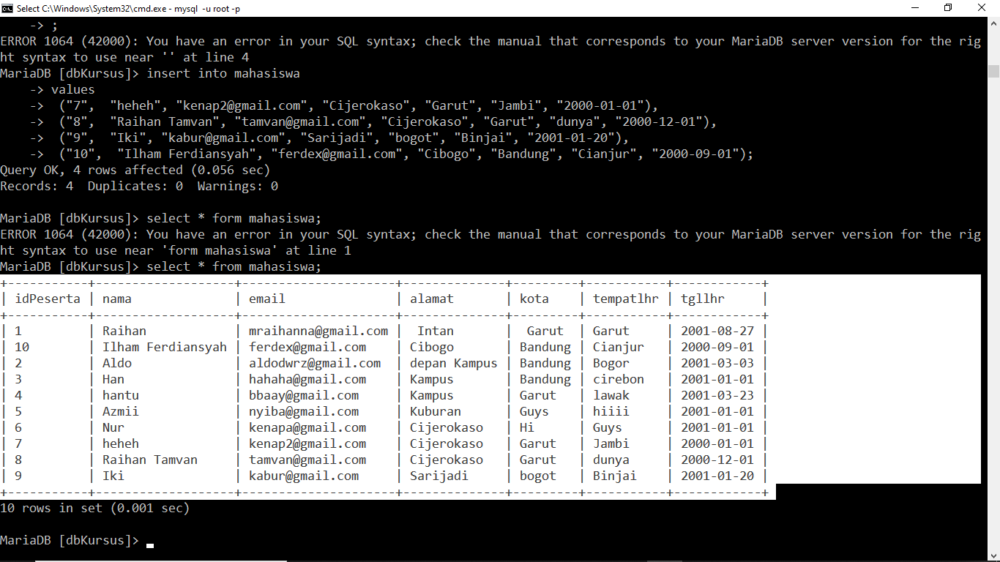 Select C:\Windows\System32\cmd.exe - mysql  -u root -p
    -> ;
ERROR 1064 (42000): You have an error in your SQL syntax; check the manual that corresponds to your MariaDB server version for the rig
ht syntax to use near '' at line 4
MariaDB [dbKursus]> insert into mahasiswa
    -> values
    ->  ("7",  "heheh", "kenap2@gmail.com", "Cijerokaso", "Garut", "Jambi", "2000-01-01"),
    ->  ("8",  "Raihan Tamvan", "tamvan@gmail.com", "Cijerokaso", "Garut", "dunya", "2000-12-01"),
    ->  ("9",  "Iki", "kabur@gmail.com", "Sarijadi", "bogot", "Binjai", "2001-01-20"),
    ->  ("10",  "Ilham Ferdiansyah", "ferdex@gmail.com", "Cibogo", "Bandung", "Cianjur", "2000-09-01");
Query OK, 4 rows affected (0.056 sec)
Records: 4  Duplicates: 0  Warnings: 0
MariaDB [dbKursus]> select * form mahasiswa;
ERROR 1064 (42000): You have an error in your SQL syntax; check the manual that corresponds to your MariaDB server version for the rig
ht syntax to use near 'form mahasiswa' at line 1
MariaDB [dbKursus]> select * from mahasiswa;
+-----------+-------------------+---------------------+--------------+---------+-----------+------------+
| idPeserta | nama              | email               | alamat       | kota    | tempatlhr | tgllhr     |
+-----------+-------------------+---------------------+--------------+---------+-----------+------------+
| 1         | Raihan            | mraihanna@gmail.com |  Intan       |  Garut  | Garut     | 2001-08-27 |
| 10        | Ilham Ferdiansyah | ferdex@gmail.com    | Cibogo       | Bandung | Cianjur   | 2000-09-01 |
| 2         | Aldo              | aldodwrz@gmail.com  | depan Kampus | Bandung | Bogor     | 2001-03-03 |
| 3         | Han               | hahaha@gmail.com    | Kampus       | Bandung | cirebon   | 2001-01-01 |
| 4         | hantu             | bbaay@gmail.com     | Kampus       | Garut   | lawak     | 2001-03-23 |
| 5         | Azmii             | nyiba@gmail.com     | Kuburan      | Guys    | hiiii     | 2001-01-01 |
| 6         | Nur               | kenapa@gmail.com    | Cijerokaso   | Hi      | Guys      | 2001-01-01 |
| 7         | heheh             | kenap2@gmail.com    | Cijerokaso   | Garut   | Jambi     | 2000-01-01 |
| 8         | Raihan Tamvan     | tamvan@gmail.com    | Cijerokaso   | Garut   | dunya     | 2000-12-01 |
| 9         | Iki               | kabur@gmail.com     | Sarijadi     | bogot   | Binjai    | 2001-01-20 |
+-----------+-------------------+---------------------+--------------+---------+-----------+------------+
10 rows in set (0.001 sec)
MariaDB [dbKursus]>